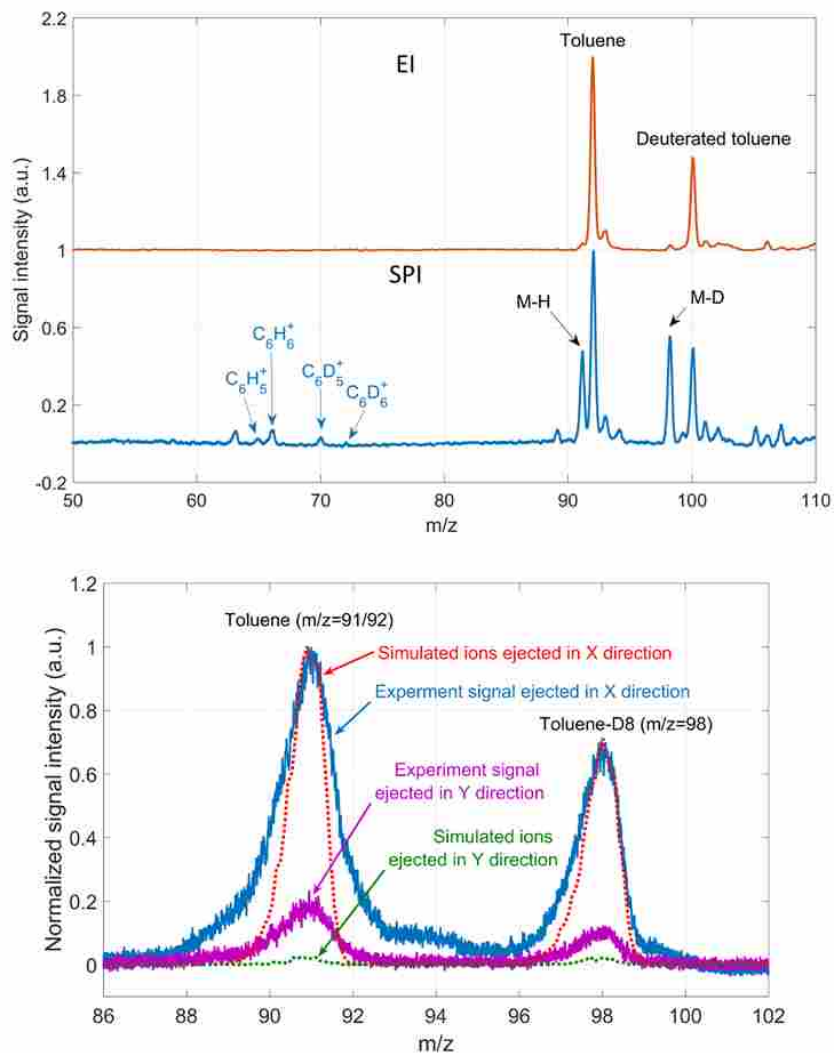 2.2
1.8
1.4
1
0.6
0.2
-0.2
Signal intensity (a.u.)
EI
Toluene
Deuterated toluene
SPI
M-H
M-D
C₆H₆⁺
C₆H₅⁺
C₆D₅⁺
C₆D₆⁺
50 60 70 80 90 100 110
m/z
1.2
1
0.8
0.6
0.4
0.2
0
Normalized signal intensity (a.u.)
Toluene (m/z=91/92)
Simulated ions ejected in X direction
Experiment signal ejected in X direction
Toluene-D8 (m/z=98)
Experiment signal
ejected in Y direction
Simulated ions
ejected in Y direction
86 88 90 92 94 96 98 100 102
m/z